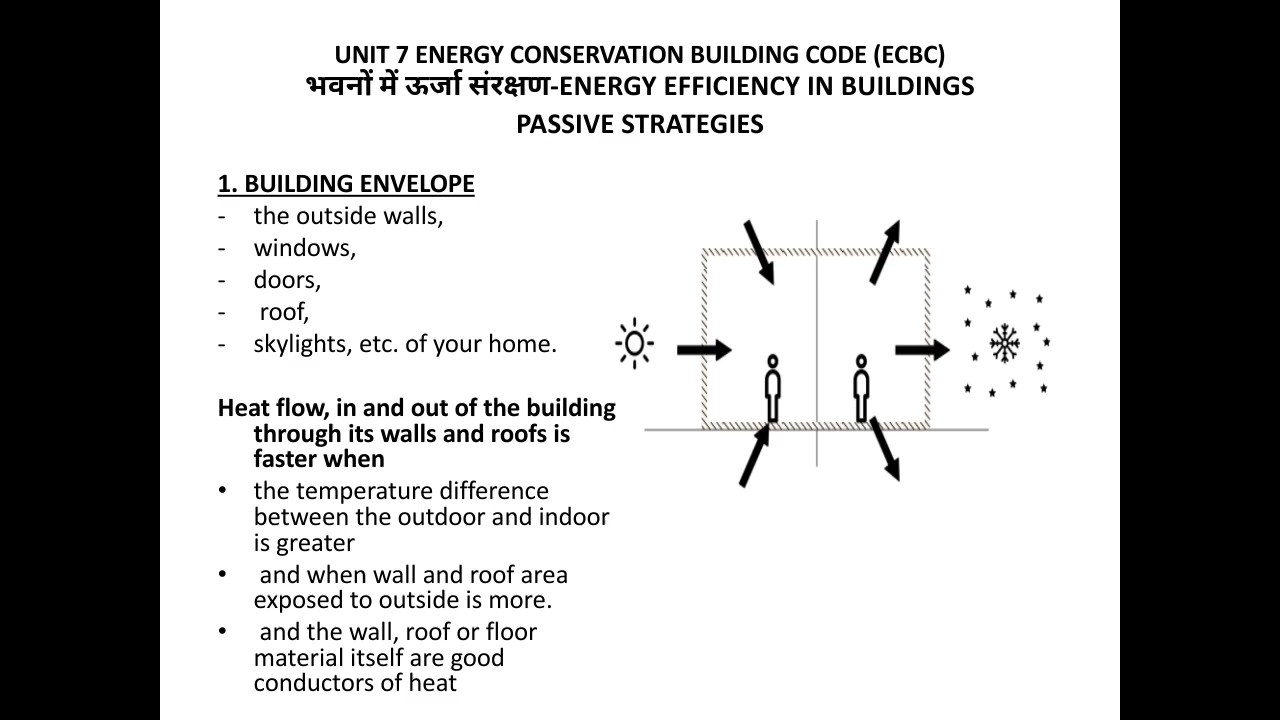 UNIT 7 ENERGY CONSERVATION BUILDING CODE (ECBC)
भवनों में ऊर्जा संरक्षण-ENERGY EFFICIENCY IN BUILDINGS
PASSIVE STRATEGIES
1. BUILDING ENVELOPE
- the outside walls,
- windows,
- doors,
- roof,
- skylights, etc. of your home.
Heat flow, in and out of the building
through its walls and roofs is
faster when
• the temperature difference
between the outdoor and indoor
is greater
• and when wall and roof area
exposed to outside is more.
• and the wall, roof or floor
material itself are good
conductors of heat